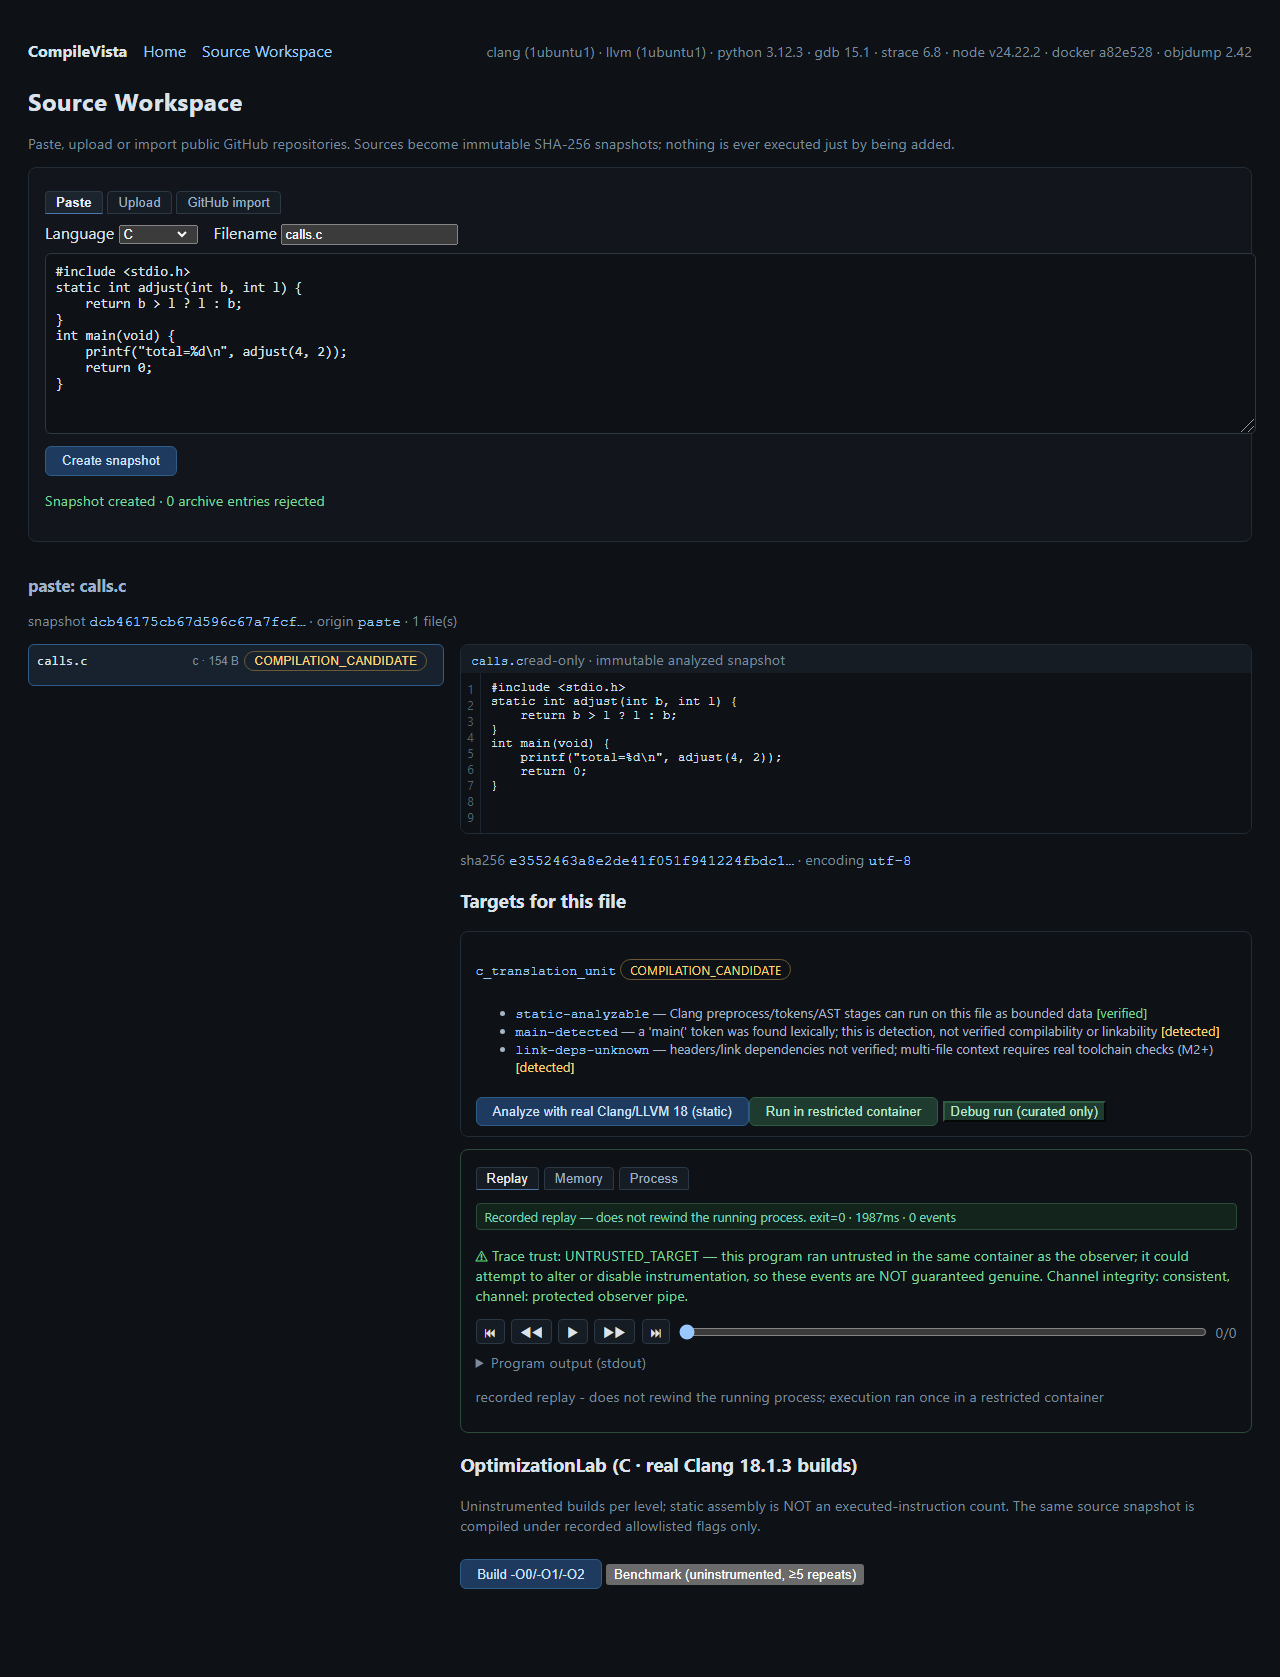 CompileVista Home Source Workspace clang (1ubuntu1) · llvm (1ubuntu1) · python 3.12.3 · gdb 15.1 · strace 6.8 · node v24.22.2 · docker a82e528 · objdump 2.42
Source Workspace
Paste, upload or import public GitHub repositories. Sources become immutable SHA-256 snapshots; nothing is ever executed just by being added.
Paste Upload GitHub import
Language C Filename calls.c
#include <stdio.h>
static int adjust(int b, int l) {
    return b > l ? l : b;
}
int main(void) {
    printf("total=%d\n", adjust(4, 2));
    return 0;
}
Create snapshot
Snapshot created · 0 archive entries rejected
paste: calls.c
snapshot dcb46175cb67d596c67a7fcf… · origin paste · 1 file(s)
calls.c c · 154 B COMPILATION_CANDIDATE
calls.cread-only · immutable analyzed snapshot
1 #include <stdio.h>
2 static int adjust(int b, int l) {
3     return b > l ? l : b;
4 }
5 int main(void) {
6     printf("total=%d\n", adjust(4, 2));
7     return 0;
8 }
9
sha256 e3552463a8e2de41f051f941224fbdc1… · encoding utf-8
Targets for this file
c_translation_unit COMPILATION_CANDIDATE
• static-analyzable — Clang preprocess/tokens/AST stages can run on this file as bounded data [verified]
• main-detected — a 'main(' token was found lexically; this is detection, not verified compilability or linkability [detected]
• link-deps-unknown — headers/link dependencies not verified; multi-file context requires real toolchain checks (M2+)
[detected]
Analyze with real Clang/LLVM 18 (static) Run in restricted container Debug run (curated only)
Replay Memory Process
Recorded replay — does not rewind the running process. exit=0 · 1987ms · 0 events
⚠ Trace trust: UNTRUSTED_TARGET — this program ran untrusted in the same container as the observer; it could
attempt to alter or disable instrumentation, so these events are NOT guaranteed genuine. Channel integrity: consistent,
channel: protected observer pipe.
⏮ ◀◀ ▶ ▶▶ ⏭ 0/0
▶ Program output (stdout)
recorded replay - does not rewind the running process; execution ran once in a restricted container
OptimizationLab (C · real Clang 18.1.3 builds)
Uninstrumented builds per level; static assembly is NOT an executed-instruction count. The same source snapshot is
compiled under recorded allowlisted flags only.
Build -O0/-O1/-O2 Benchmark (uninstrumented, ≥5 repeats)